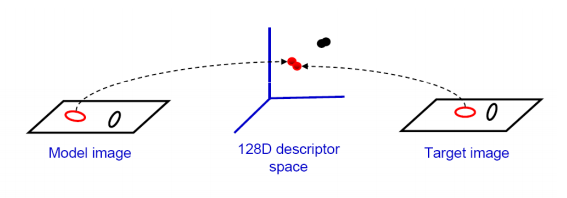 Model image
128D descriptor
space
Target image